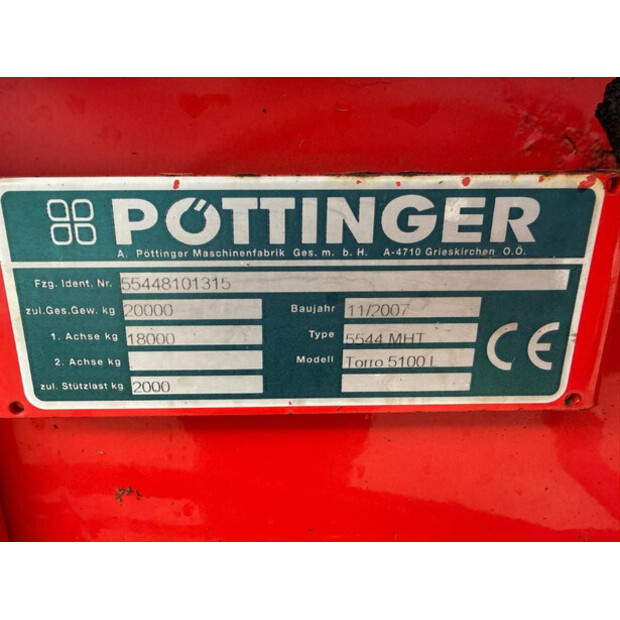 PÖTTINGER
A. Pöttinger Maschinenfabrik Ges. m. b. H. A-4710 Grieskirchen O.Ö.
Fzg. Ident. Nr. 55448101315
zul.Ges.Gew. kg 20000 Baujahr 11/2007
1. Achse kg 18000 Type 5544 MHT
2. Achse kg Modell Torro 5100 l
zul. Stützlast kg 2000
CE